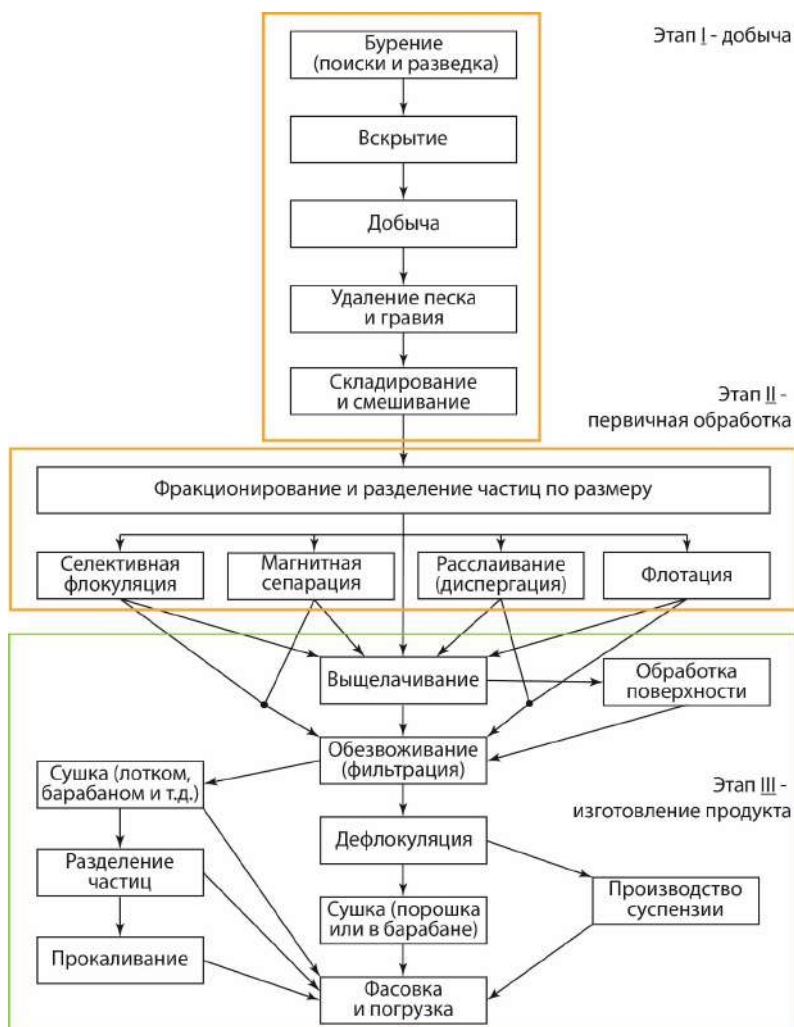 Бурение
(поиски и разведка)
Этап I - добыча
Вскрытие
Добыча
Удаление песка
и гравия
Складирование
и смешивание
Этап II -
первичная обработка
Фракционирование и разделение частиц по размеру
Селективная
флокуляция
Магнитная
сепарация
Расслаивание
(диспергация)
Флотация
Выщелачивание
Обработка
поверхности
Обезвоживание
(фильтрация)
Сушка (лотком,
барабаном и т.д.)
Этап III -
изготовление продукта
Дефлокуляция
Разделение
частиц
Производство
суспензии
Сушка (порошка
или в барабане)
Прокаливание
Фасовка
и погрузка